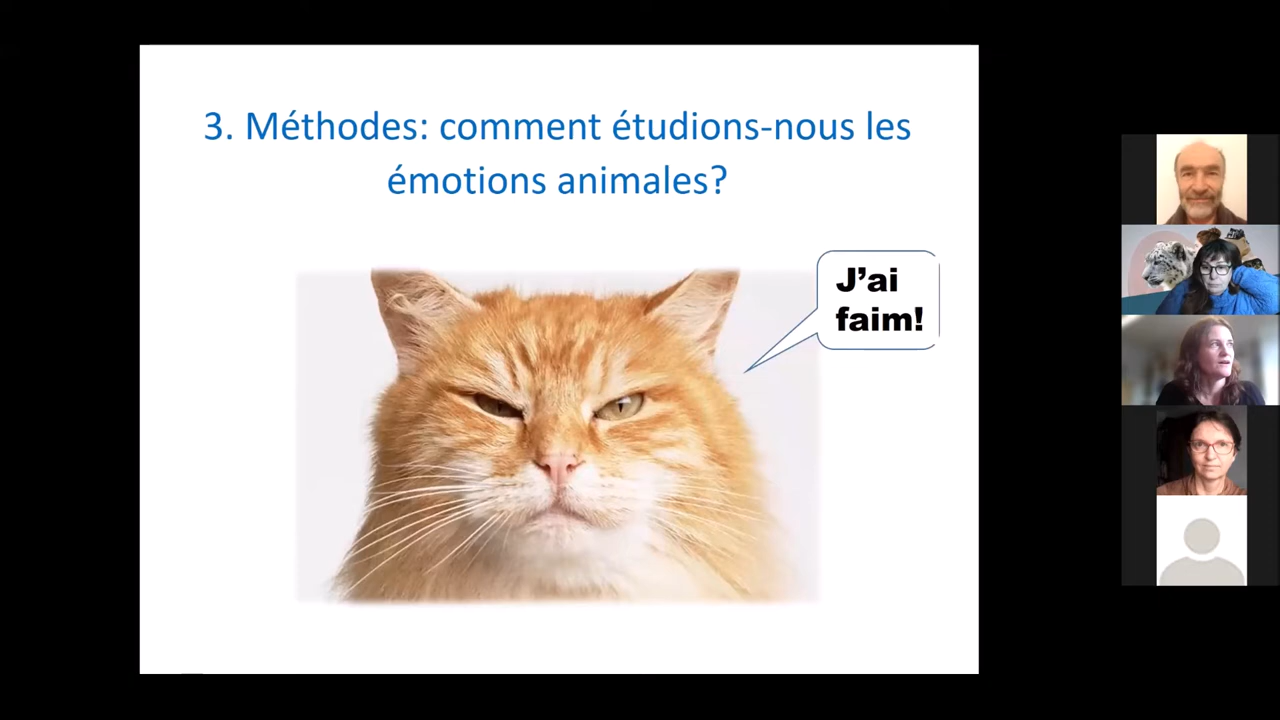 3. Méthodes: comment étudions-nous les
émotions animales?
J’ai
faim!